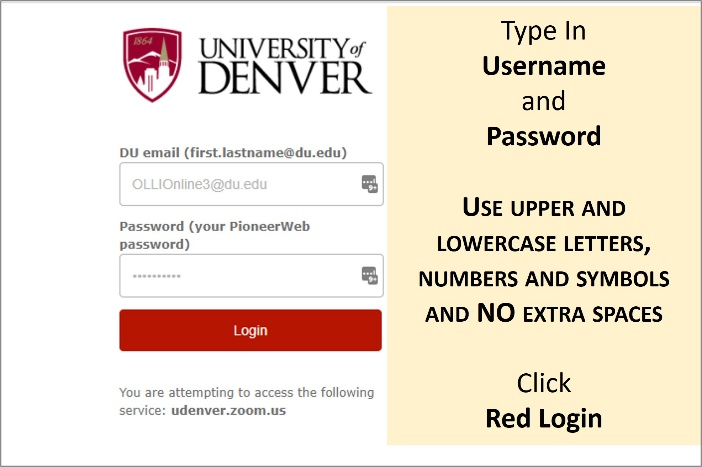 1864
UNIVERSITY of
DENVER
DU email (first.lastname@du.edu)
OLLIOnline3@du.edu
9+
Password (your PioneerWeb
password)
••••••••••
9+
Login
You are attempting to access the following
service: udenver.zoom.us
Type In
Username
and
Password
USE UPPER AND
LOWERCASE LETTERS,
NUMBERS AND SYMBOLS
AND NO EXTRA SPACES
Click
Red Login